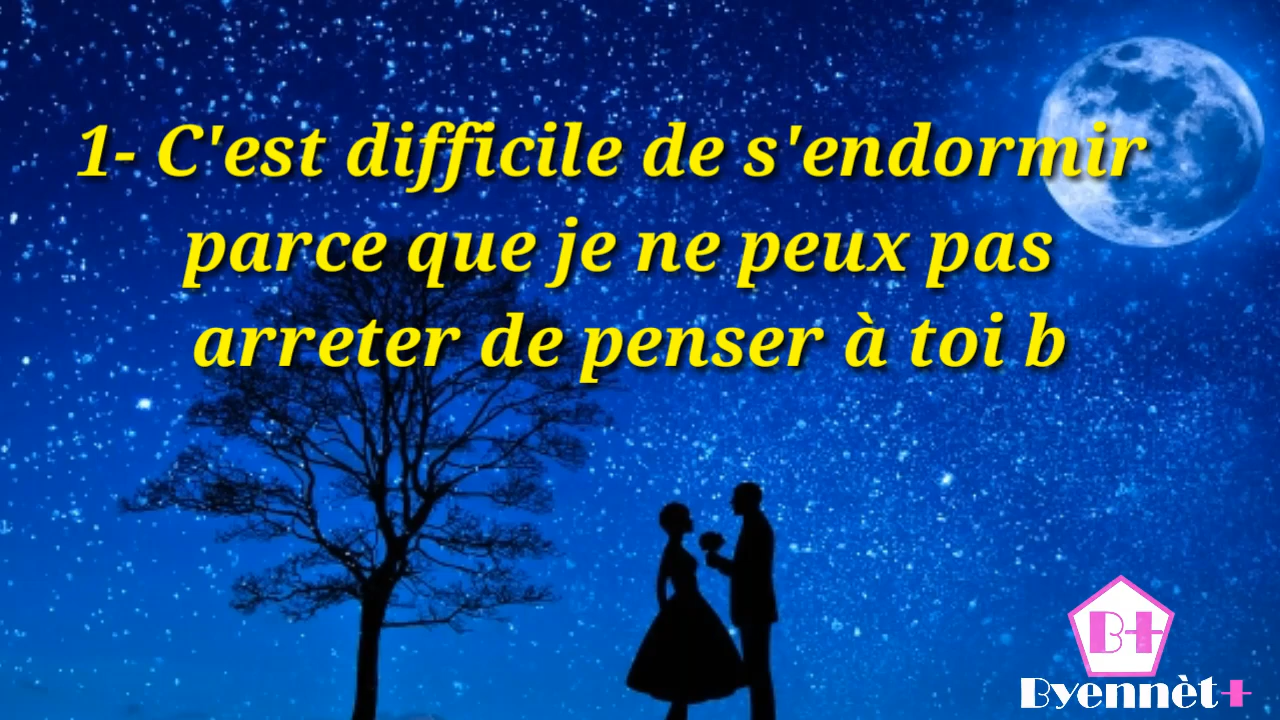 1- C'est difficile de s'endormir
parce que je ne peux pas
arreter de penser à toi b
B+
Byennèt+